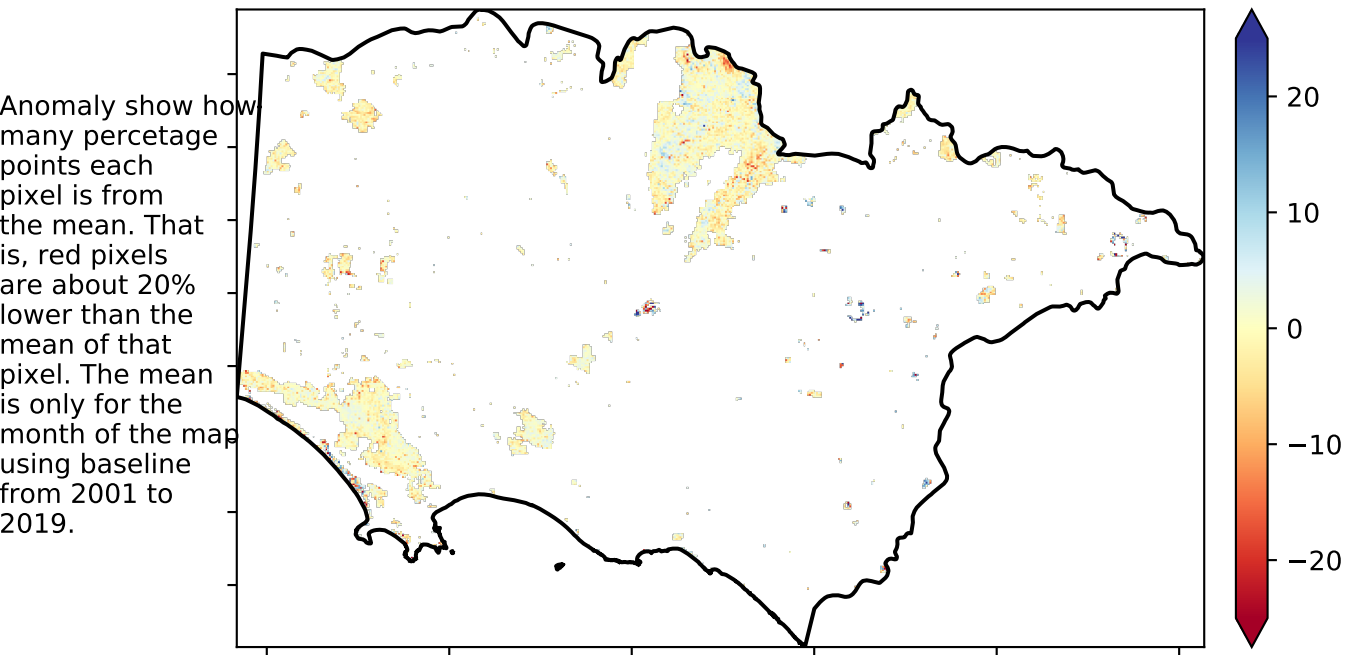 Anomaly show how
many percetage
points each
pixel is from
the mean. That
is, red pixels
are about 20%
lower than the
mean of that
pixel. The mean
is only for the
month of the map
using baseline
from 2001 to
2019.
20
10
0
−10
−20